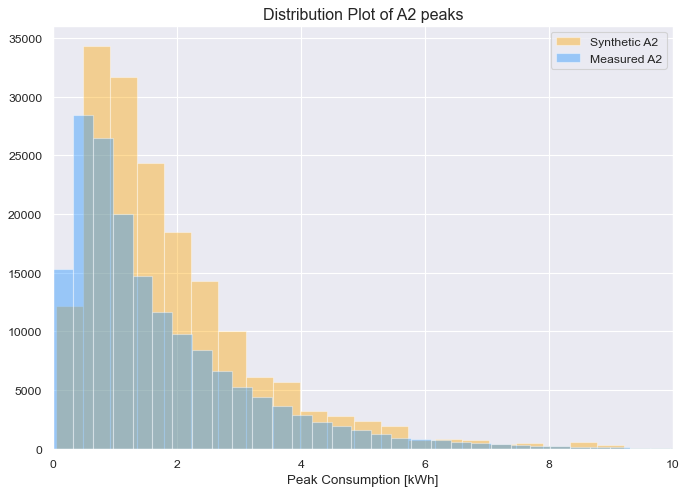 Distribution Plot of A2 peaks
Synthetic A2
Measured A2
35000
30000
25000
20000
15000
10000
5000
0
0 2 4 6 8 10
Peak Consumption [kWh]